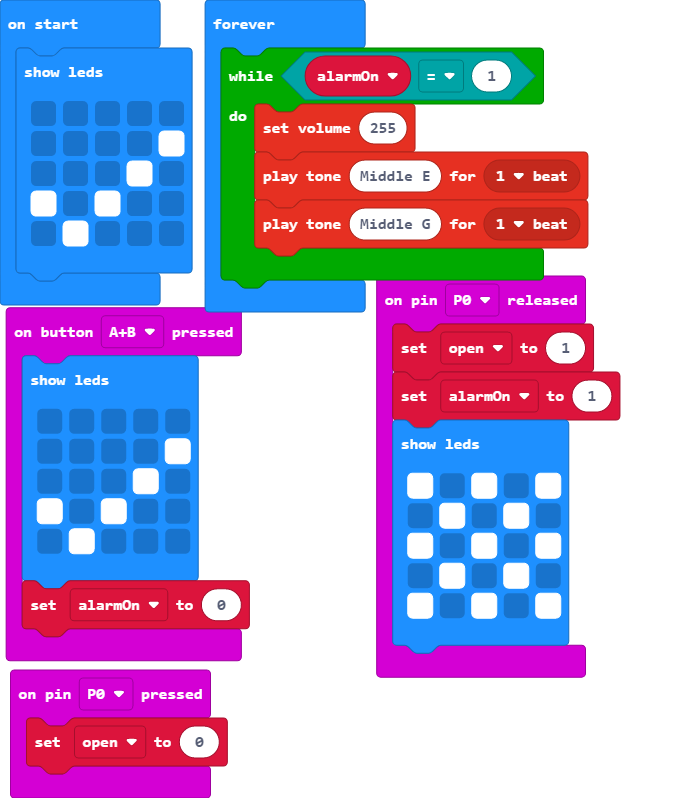 on start
show leds
forever
while alarmOn = 1
do
set volume 255
play tone Middle E for 1 beat
play tone Middle G for 1 beat
on button A+B pressed
show leds
set alarmOn to 0
on pin P0 released
set open to 1
set alarmOn to 1
show leds
on pin P0 pressed
set open to 0